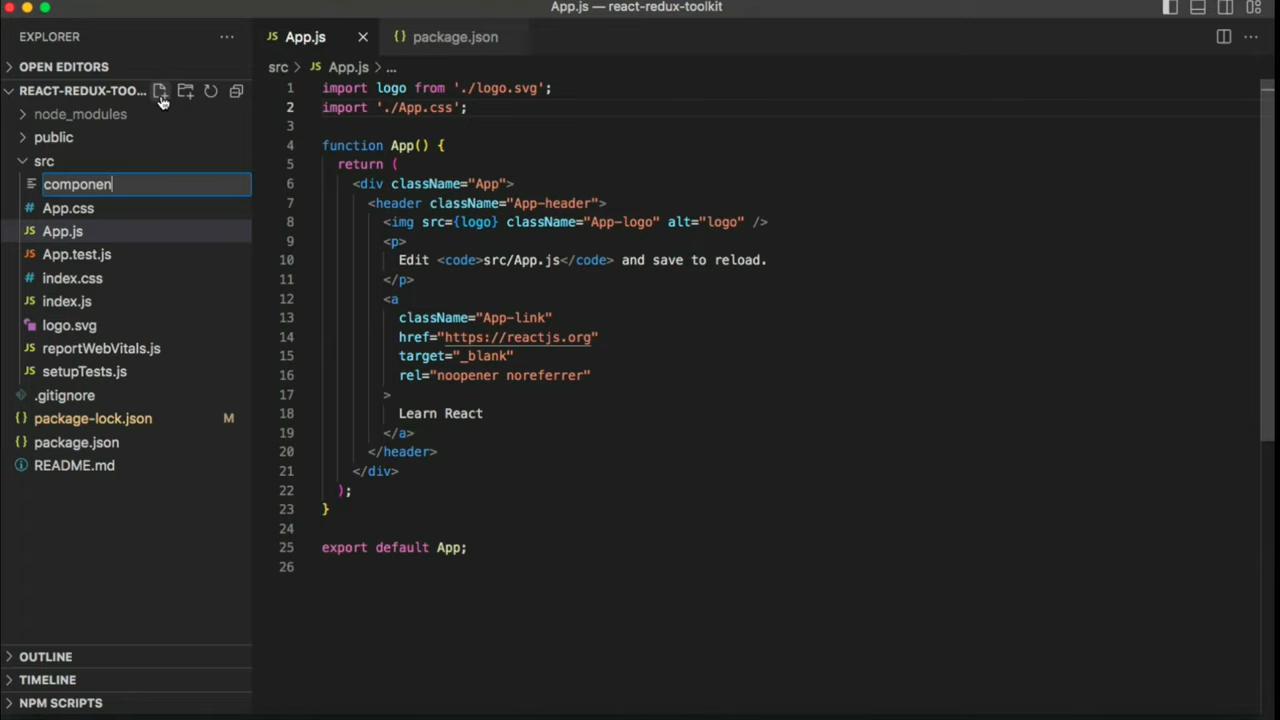 App.js — react-redux-toolkit
EXPLORER
App.js
package.json
OPEN EDITORS
src > App.js > ...
REACT-REDUX-TOO...
node_modules
public
src
componen
App.css
App.js
App.test.js
index.css
index.js
logo.svg
reportWebVitals.js
setupTests.js
.gitignore
package-lock.json M
package.json
README.md
OUTLINE
TIMELINE
NPM SCRIPTS
1 import logo from './logo.svg';
2 import './App.css';
3
4 function App() {
5 return (
6 <div className="App">
7 <header className="App-header">
8 <img src={logo} className="App-logo" alt="logo" />
9 <p>
10 Edit <code>src/App.js</code> and save to reload.
11 </p>
12 <a
13 className="App-link"
14 href="https://reactjs.org"
15 target="_blank"
16 rel="noopener noreferrer"
17 >
18 Learn React
19 </a>
20 </header>
21 </div>
22 );
23 }
24
25 export default App;
26